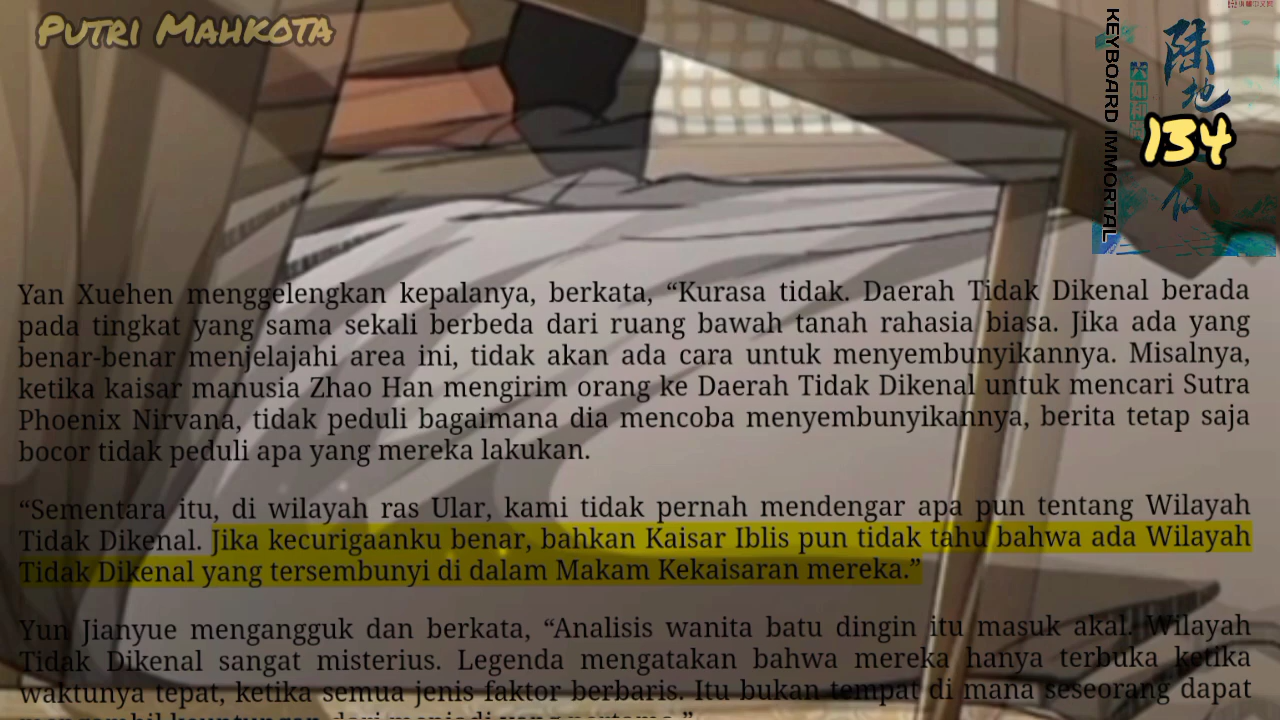 Putri Mahkota
KEYBOARD IMMORTAL
陸地
134
仙
Yan Xuehen menggelengkan kepalanya, berkata, “Kurasa tidak. Daerah Tidak Dikenal berada
pada tingkat yang sama sekali berbeda dari ruang bawah tanah rahasia biasa. Jika ada yang
benar-benar menjelajahi area ini, tidak akan ada cara untuk menyembunyikannya. Misalnya,
ketika kaisar manusia Zhao Han mengirim orang ke Daerah Tidak Dikenal untuk mencari Sutra
Phoenix Nirvana, tidak peduli bagaimana dia mencoba menyembunyikannya, berita tetap saja
bocor tidak peduli apa yang mereka lakukan.
“Sementara itu, di wilayah ras Ular, kami tidak pernah mendengar apa pun tentang Wilayah
Tidak Dikenal. Jika kecurigaanku benar, bahkan Kaisar Iblis pun tidak tahu bahwa ada Wilayah
Tidak Dikenal yang tersembunyi di dalam Makam Kekaisaran mereka.”
Yun Jianyue mengangguk dan berkata, “Analisis wanita batu dingin itu masuk akal. Wilayah
Tidak Dikenal sangat misterius. Legenda mengatakan bahwa mereka hanya terbuka ketika
waktunya tepat, ketika semua jenis faktor berbaris. Itu bukan tempat di mana seseorang dapat